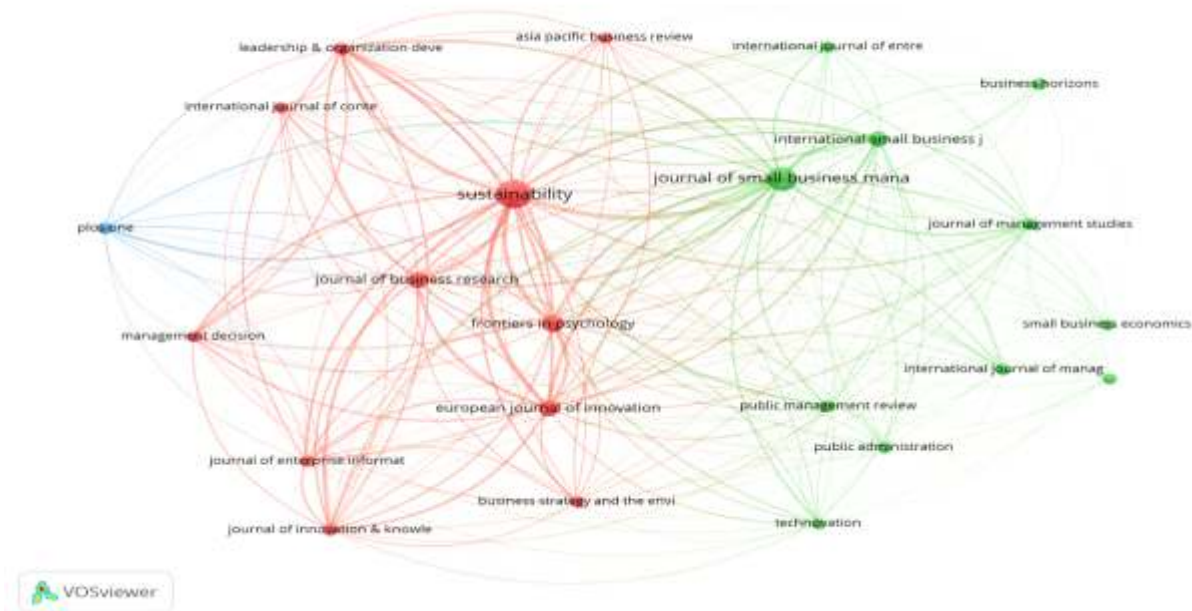 asia pacific business review
leadership & organization deve
international journal of entre
business horizons
international journal of conte
international small business j
journal of small business mana
sustainability
plos one
journal of management studies
journal of business research
frontiers in psychology
small business economics
management decision
international journal of manag
european journal of innovation
public management review
public administration
journal of enterprise informat
business strategy and the envi
journal of innovation & knowle
technovation
VOSviewer